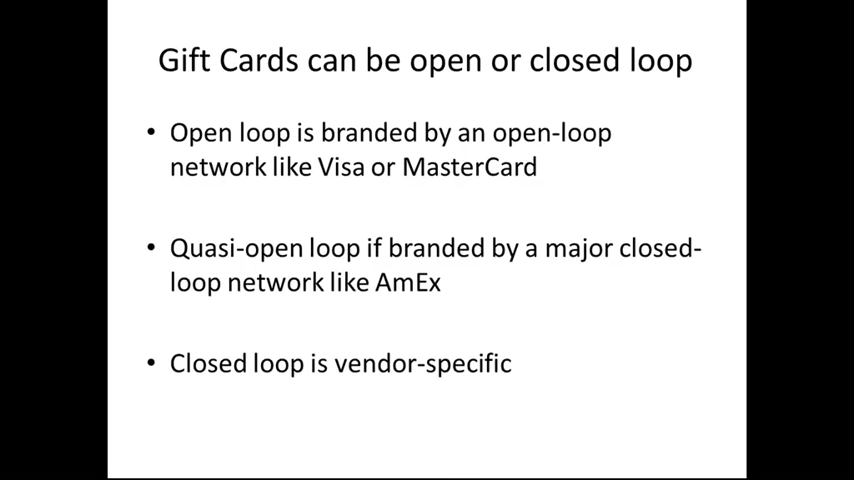 Gift Cards can be open or closed loop
• Open loop is branded by an open-loop
network like Visa or MasterCard
• Quasi-open loop if branded by a major closed-
loop network like AmEx
• Closed loop is vendor-specific